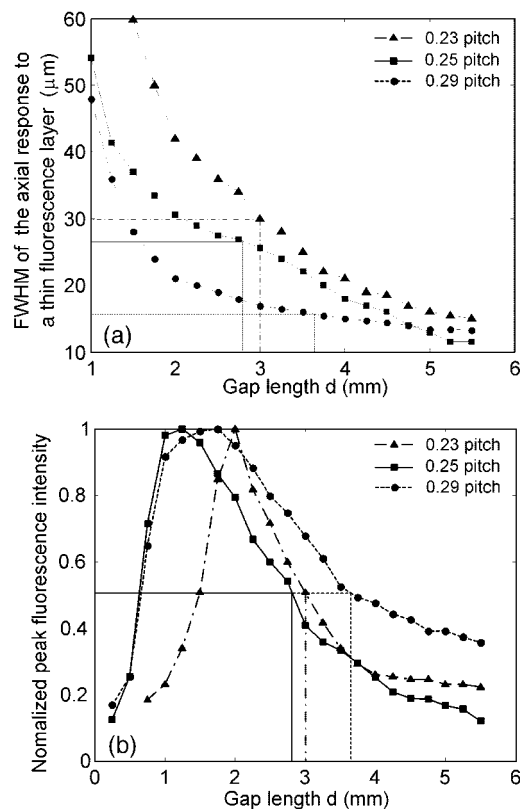 60
50
40
30
20
10
FWHM of the axial response to
a thin fluorescence layer (μm)
0.23 pitch
0.25 pitch
0.29 pitch
(a)
1 2 3 4 5 6
Gap length d (mm)
1
0.8
0.6
0.4
0.2
0
Nomalized peak fluorescence intensity
0.23 pitch
0.25 pitch
0.29 pitch
(b)
0 1 2 3 4 5 6
Gap length d (mm)